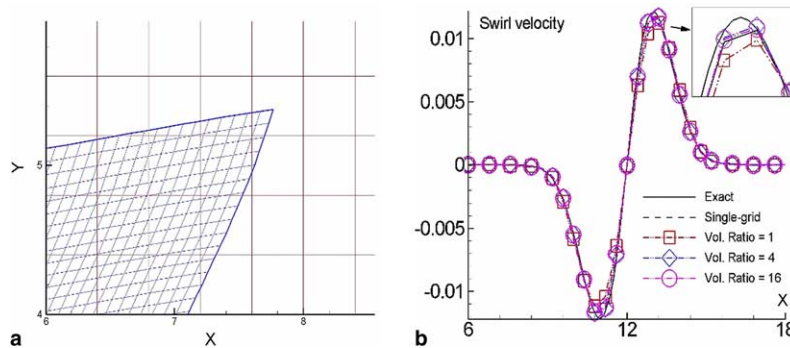 Y
5
4
6
7
8
X
a
Swirl velocity
0.01
0.005
0
-0.005
-0.01
6
12
18
X
Exact
Single-grid
Vol. Ratio = 1
Vol. Ratio = 4
Vol. Ratio = 16
b